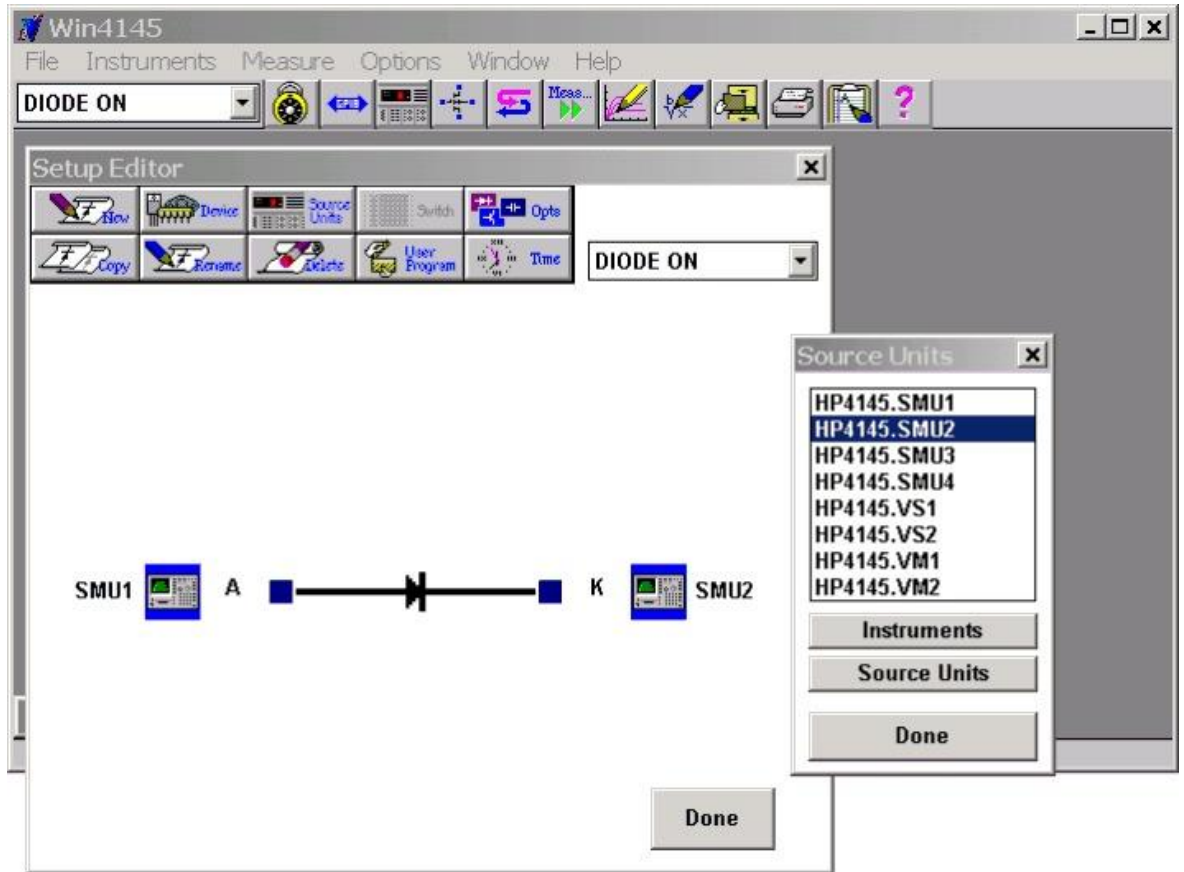 Win4145
File Instruments Measure Options Window Help
DIODE ON
Meas...
?
Setup Editor
New Device Source Units Switch Opts
Copy Rename Delete User Program Time
DIODE ON
Source Units
HP4145.SMU1
HP4145.SMU2
HP4145.SMU3
HP4145.SMU4
HP4145.VS1
HP4145.VS2
HP4145.VM1
HP4145.VM2
SMU1 A K SMU2
Instruments
Source Units
Done
Done